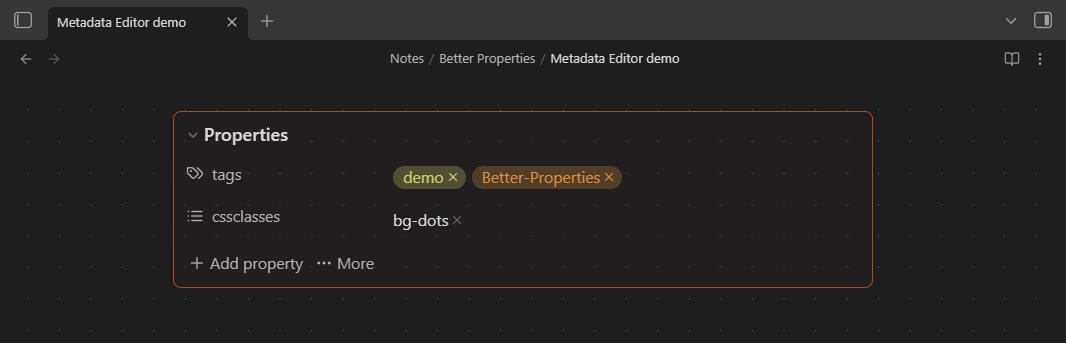 Metadata Editor demo
Notes / Better Properties / Metadata Editor demo
Properties
tags demo Better-Properties
cssclasses bg-dots
Add property More